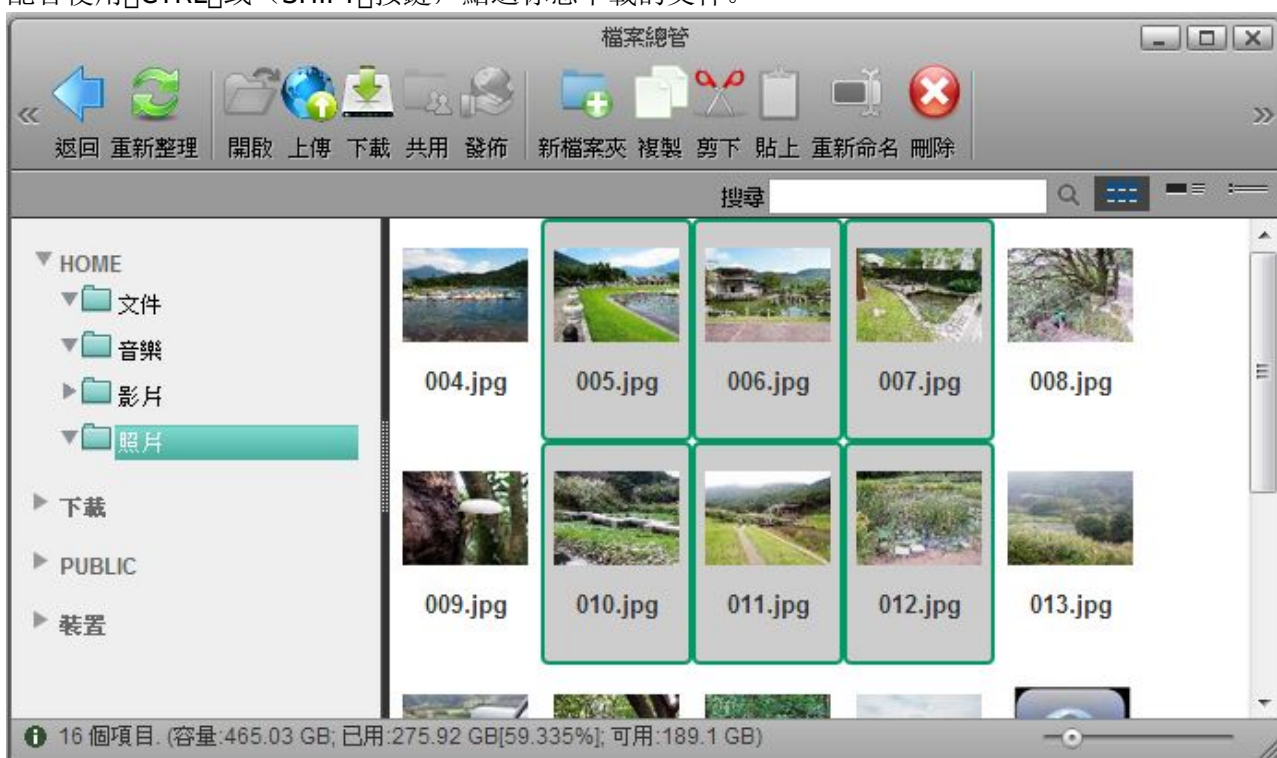 配合使用▯CTRL▯或（SHIFT▯按鍵，點選你想下載的文件。
檔案總管
返回 重新整理 開啟 上傳 下載 共用 發佈 新檔案夾 複製 剪下 貼上 重新命名 刪除
搜尋
HOME
文件
音樂
影片
照片
下載
PUBLIC
裝置
004.jpg 005.jpg 006.jpg 007.jpg 008.jpg
009.jpg 010.jpg 011.jpg 012.jpg 013.jpg
16 個項目. (容量:465.03 GB; 已用:275.92 GB[59.335%]; 可用:189.1 GB)